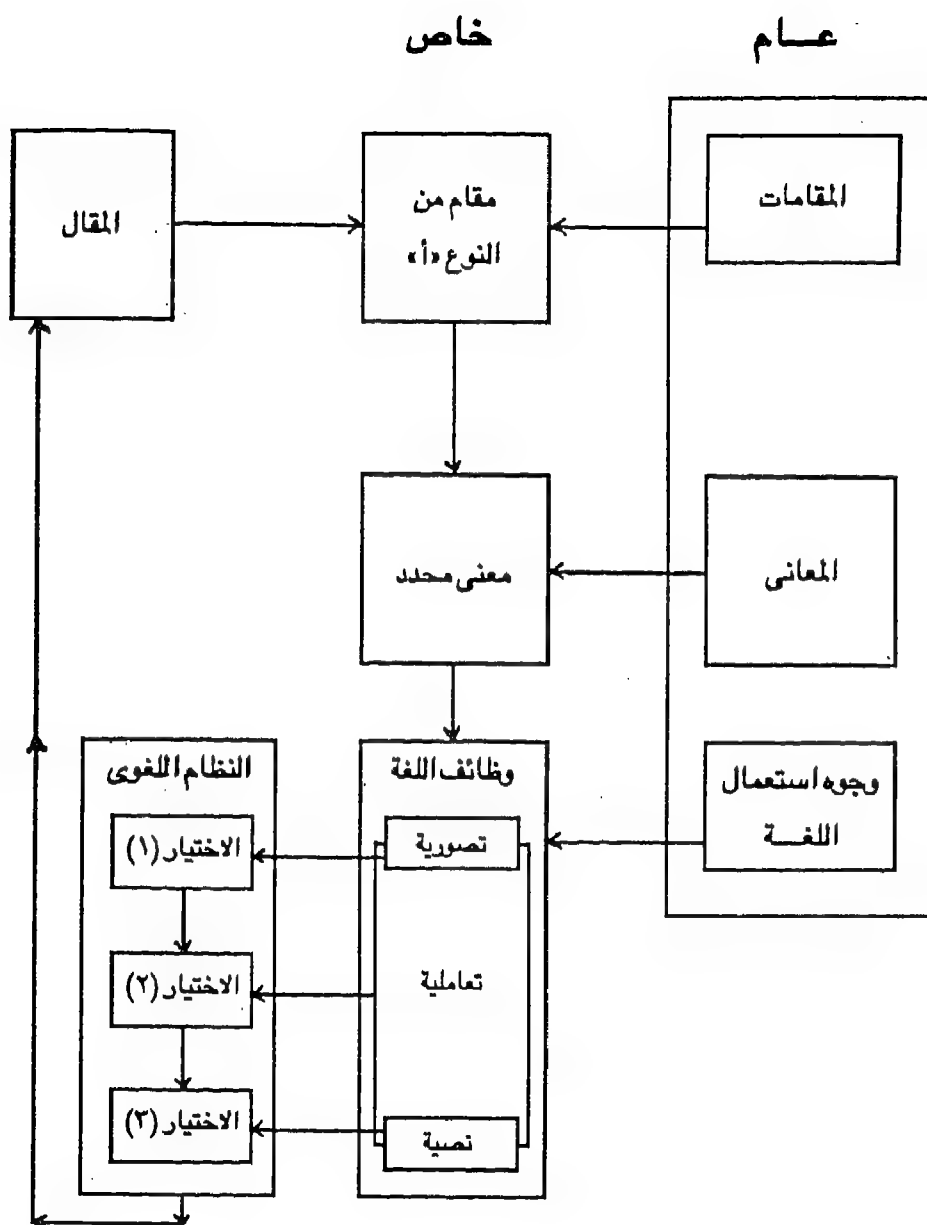 عـــام
خاص
المقامات
مقام من
النوع «أ»
المقال
المعانى
معنى محدد
وجوه استعمال
اللغـــة
وظائف اللغة
النظام اللغوى
تصورية
الاختيار (١)
تعاملية
الاختيار (٢)
نصية
الاختيار (٣)